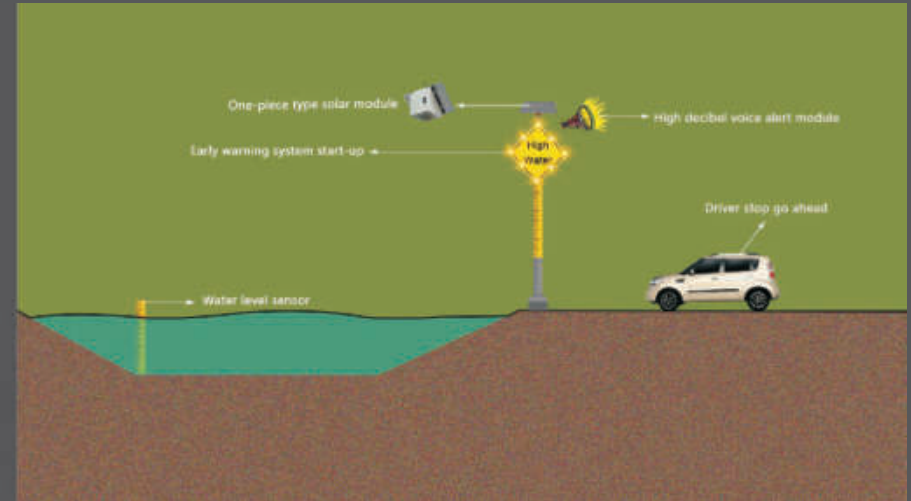 One-piece type solar module
High decibel voice alert module
Early warning system start-up
High
Water
Driver stop go ahead
Water level sensor